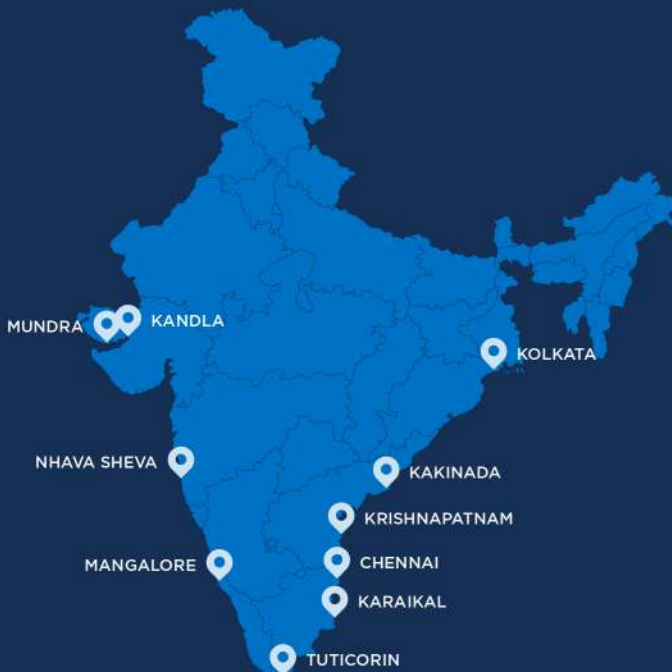 MUNDRA
KANDLA
KOLKATA
NHAVA SHEVA
KAKINADA
KRISHNAPATNAM
MANGALORE
CHENNAI
KARAIKAL
TUTICORIN